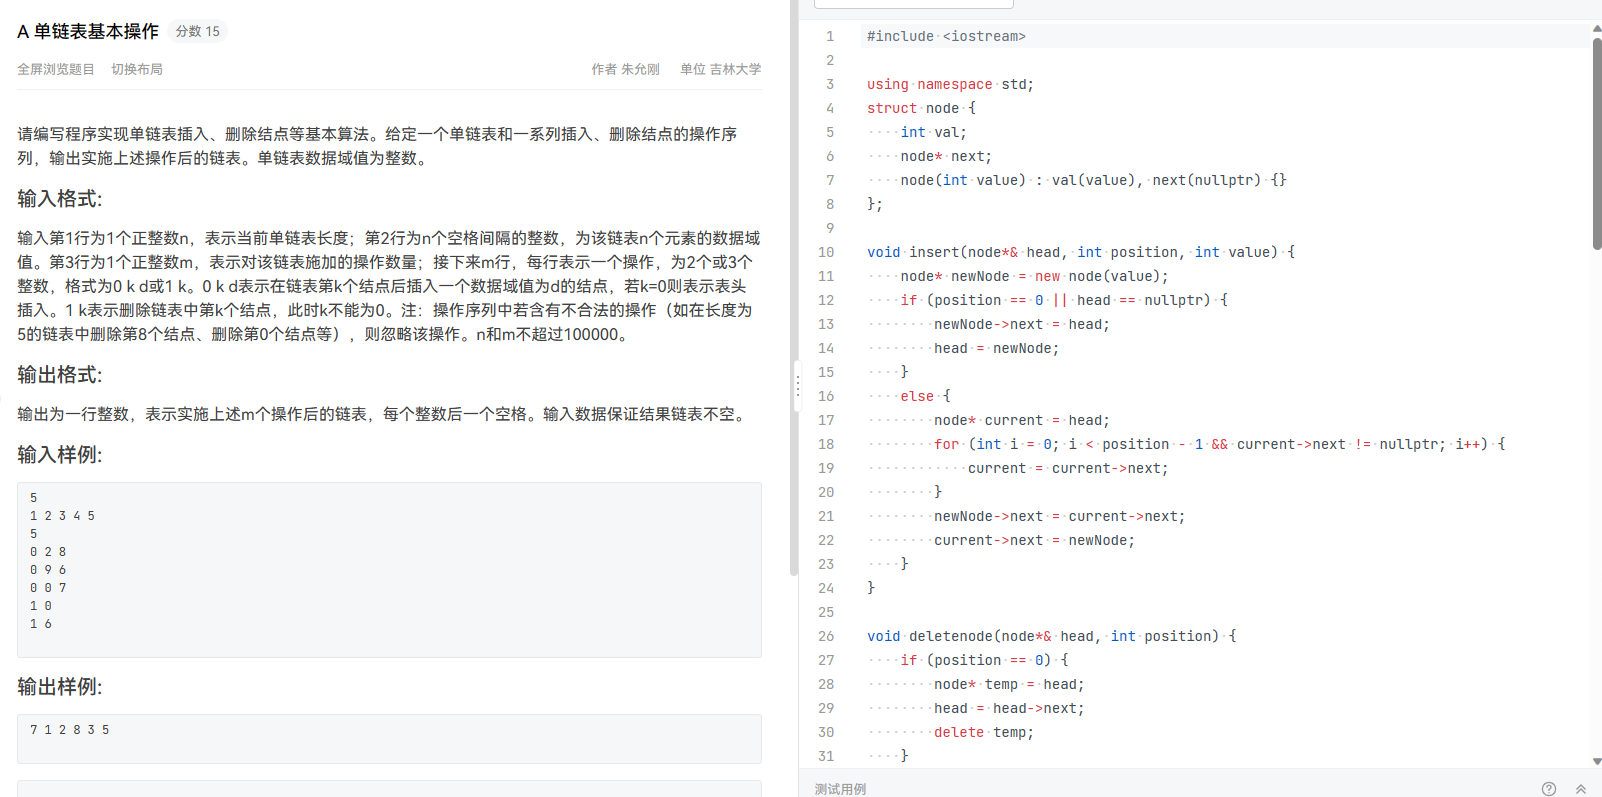 A 单链表基本操作 分数 15
全屏浏览题目 切换布局 作者 朱允刚 单位 吉林大学
请编写程序实现单链表插入、删除结点等基本算法。给定一个单链表和一系列插入、删除结点的操作序
列，输出实施上述操作后的链表。单链表数据域值为整数。
输入格式:
输入第1行为1个正整数n，表示当前单链表长度；第2行为n个空格间隔的整数，为该链表n个元素的数据域
值。第3行为1个正整数m，表示对该链表施加的操作数量；接下来m行，每行表示一个操作，为2个或3个
整数，格式为0 k d或1 k。0 k d表示在链表第k个结点后插入一个数据域值为d的结点，若k=0则表示表头
插入。1 k表示删除链表中第k个结点，此时k不能为0。注：操作序列中若含有不合法的操作（如在长度为
5的链表中删除第8个结点、删除第0个结点等），则忽略该操作。n和m不超过100000。
输出格式:
输出为一行整数，表示实施上述m个操作后的链表，每个整数后一个空格。输入数据保证结果链表不空。
输入样例:
5
1 2 3 4 5
5
0 2 8
0 9 6
0 0 7
1 0
1 6
输出样例:
7 1 2 8 3 5
1 #include <iostream>
2
3 using namespace std;
4 struct node {
5     int val;
6     node* next;
7     node(int value) : val(value), next(nullptr) {}
8 };
9
10 void insert(node*& head, int position, int value) {
11     node* newNode = new node(value);
12     if (position == 0 || head == nullptr) {
13         newNode->next = head;
14         head = newNode;
15     }
16     else {
17         node* current = head;
18         for (int i = 0; i < position - 1 && current->next != nullptr; i++) {
19             current = current->next;
20         }
21         newNode->next = current->next;
22         current->next = newNode;
23     }
24 }
25
26 void deletenode(node*& head, int position) {
27     if (position == 0) {
28         node* temp = head;
29         head = head->next;
30         delete temp;
31     }
测试用例